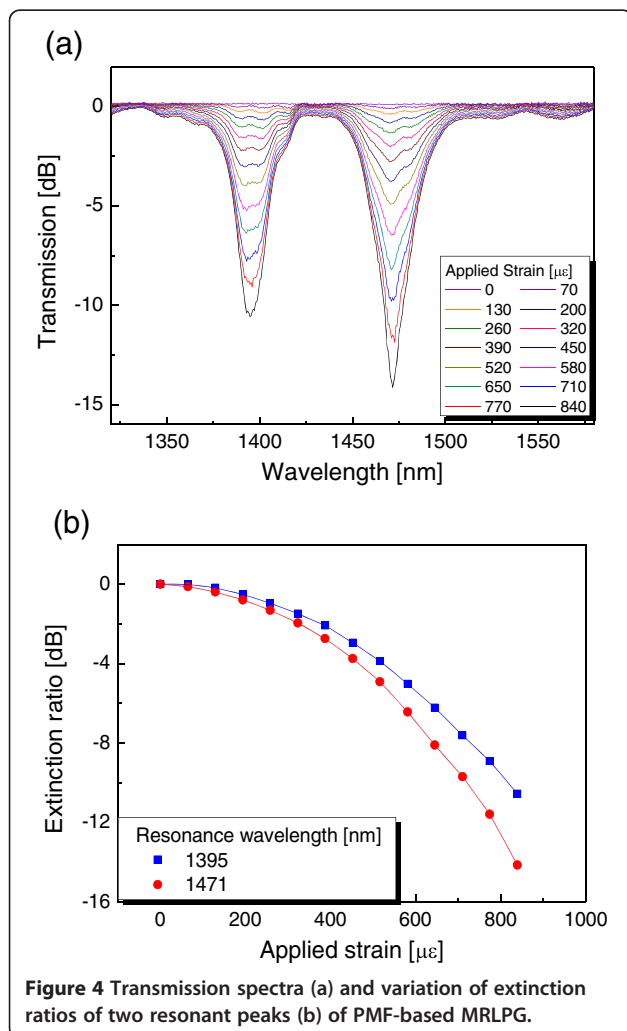 (a)
0
-5
-10
-15
Transmission [dB]
Applied Strain [με]
0 70
130 200
260 320
390 450
520 580
650 710
770 840
1350 1400 1450 1500 1550
Wavelength [nm]
(b)
0
-4
-8
-12
-16
Extinction ratio [dB]
Resonance wavelength [nm]
1395
1471
0 200 400 600 800 1000
Applied strain [με]
Figure 4 Transmission spectra (a) and variation of extinction
ratios of two resonant peaks (b) of PMF-based MRLPG.